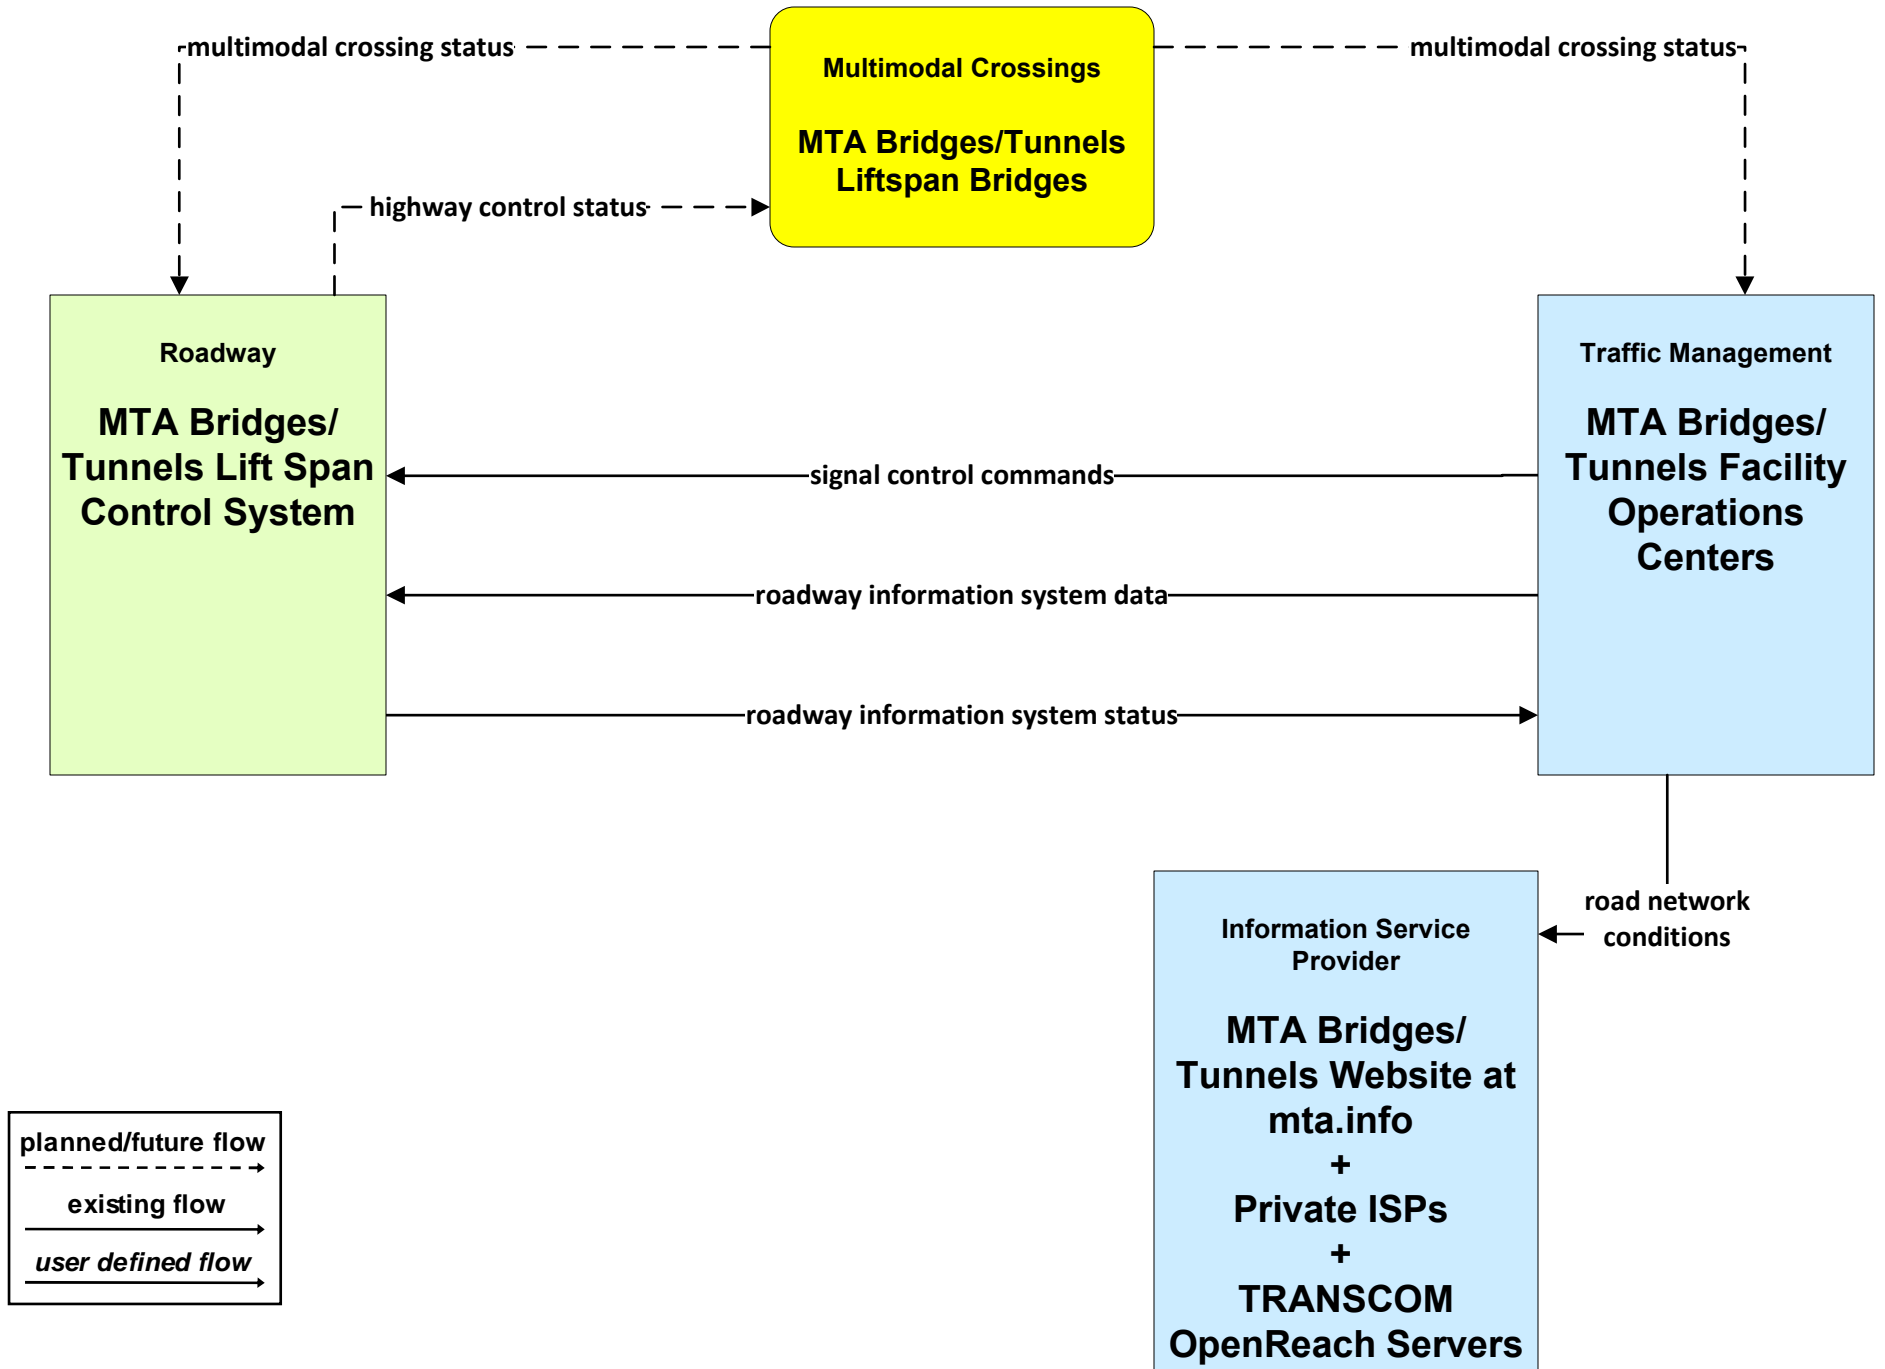 multimodal crossing status
multimodal crossing status
Multimodal Crossings
MTA Bridges/Tunnels
Liftspan Bridges
highway control status
Roadway
MTA Bridges/
Tunnels Lift Span
Control System
Traffic Management
MTA Bridges/
Tunnels Facility
Operations
Centers
signal control commands
roadway information system data
roadway information system status
road network
conditions
Information Service
Provider
MTA Bridges/
Tunnels Website at
mta.info
+
Private ISPs
+
TRANSCOM
OpenReach Servers
planned/future flow
existing flow
user defined flow